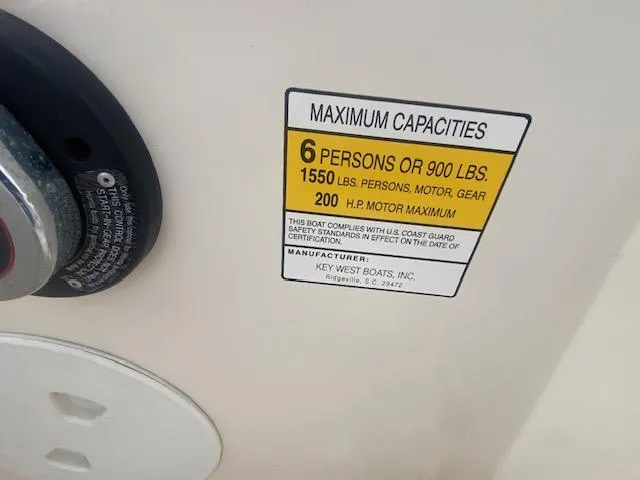 MAXIMUM CAPACITIES
6 PERSONS OR 900 LBS.
1550 LBS. PERSONS, MOTOR, GEAR
200 H.P. MOTOR MAXIMUM
THIS BOAT COMPLIES WITH U.S. COAST GUARD
SAFETY STANDARDS IN EFFECT ON THE DATE OF
CERTIFICATION.
MANUFACTURER:
KEY WEST BOATS, INC.
Ridgeville, S.C. 29472
THIS CONTROL DOES NOT
START-IN-GEAR